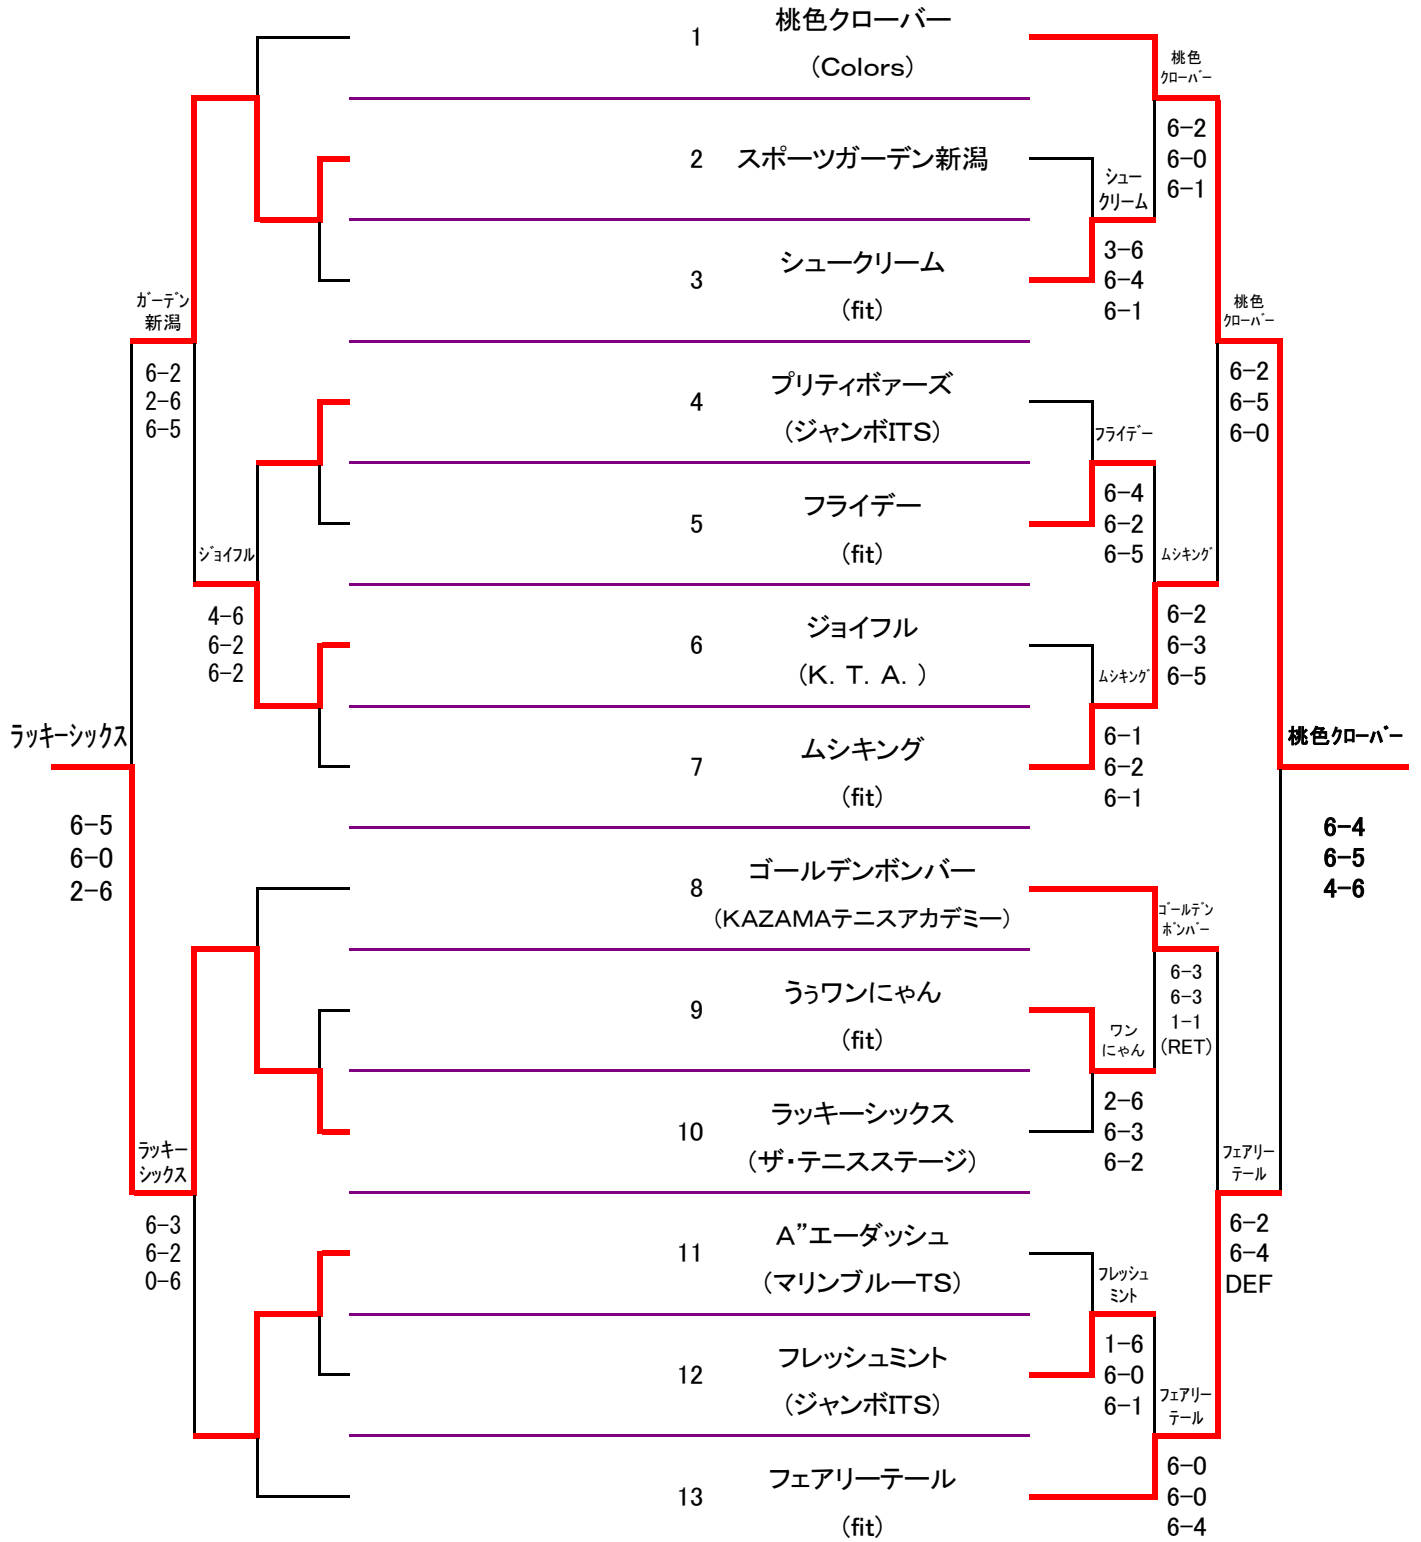 1
桃色クローバー
(Colors)
2
スポーツガーデン新潟
3
シュークリーム
(fit)
4
プリティボァーズ
(ジャンボITS)
5
フライデー
(fit)
6
ジョイフル
(K. T. A. )
7
ムシキング
(fit)
8
ゴールデンボンバー
(KAZAMAテニスアカデミー)
9
うぅワンにゃん
(fit)
10
ラッキーシックス
(ザ・テニスステージ)
11
A”エーダッシュ
(マリンブルーTS)
12
フレッシュミント
(ジャンボITS)
13
フェアリーテール
(fit)
ガーデン
新潟
6-2
2-6
6-5
ジョイフル
4-6
6-2
6-2
ラッキーシックス
6-5
6-0
2-6
ラッキー
シックス
6-3
6-2
0-6
桃色
クローバー
6-2
6-0
6-1
シュー
クリーム
3-6
6-4
6-1
桃色
クローバー
6-2
6-5
6-0
フライデー
6-4
6-2
6-5
ムシキング
6-2
6-3
6-5
ムシキング
6-1
6-2
6-1
桃色クローバー
6-4
6-5
4-6
ゴールデン
ボンバー
6-3
6-3
1-1
(RET)
ワン
にゃん
2-6
6-3
6-2
フェアリー
テール
6-2
6-4
DEF
フレッシュ
ミント
1-6
6-0
6-1
フェアリー
テール
6-0
6-0
6-4